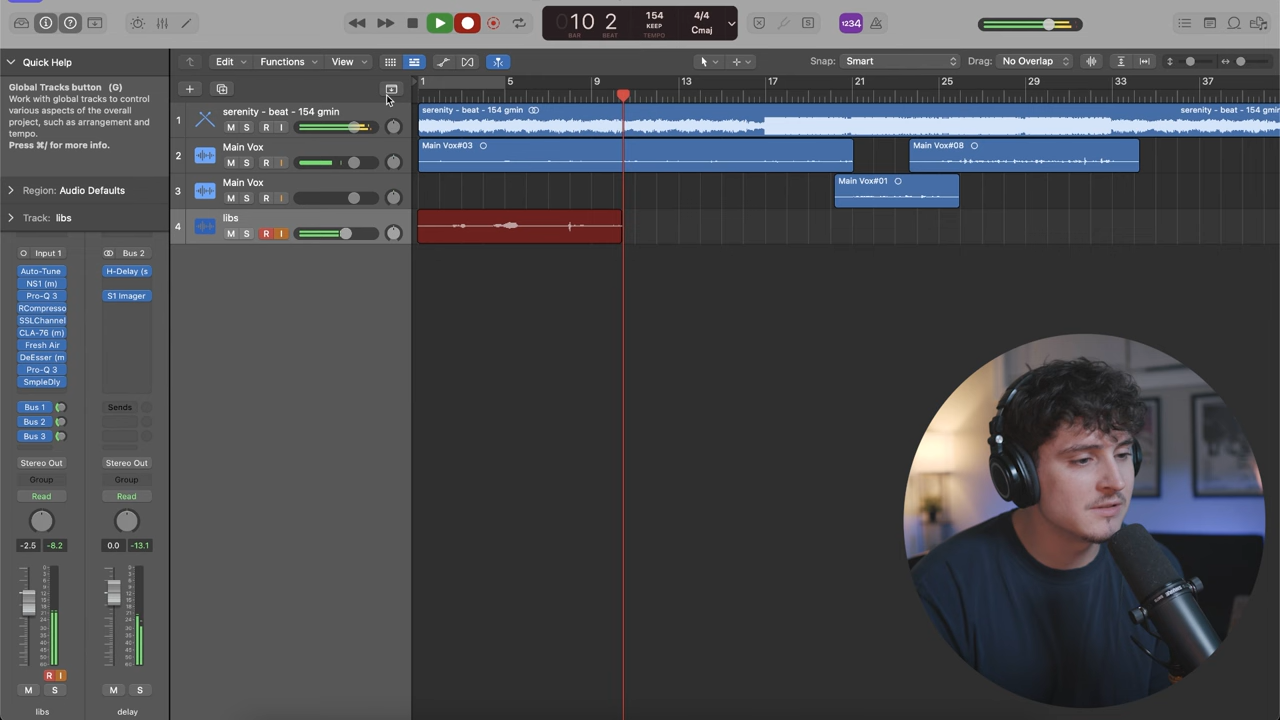 10 2
BAR BEAT
154
KEEP
TEMPO
4/4
Cmaj
1234
S
Quick Help
Global Tracks button (G)
Work with global tracks to control
various aspects of the overall
project, such as arrangement and
tempo.
Press ⌘/ for more info.
Region: Audio Defaults
Track: libs
Edit
Functions
View
Snap: Smart
Drag: No Overlap
1 5 9 13 17 21 25 29 33 37
1
serenity - beat - 154 gmin
M S R I
2
Main Vox
M S R I
3
Main Vox
M S R I
4
libs
M S R I
serenity - beat - 154 gmin
serenity - beat - 154 gmin
Main Vox#03
Main Vox#08
Main Vox#01
Input 1
Auto-Tune
NS1 (m)
Pro-Q 3
RCompresso
SSLChannel
CLA-76 (m)
Fresh Air
DeEsser (m
Pro-Q 3
SmpleDly
Bus 1
Bus 2
Bus 3
Stereo Out
Group
Read
-2.5 -8.2
R I
M S
libs
Bus 2
H-Delay (s
S1 Imager
Sends
Stereo Out
Group
Read
0.0 -13.1
M S
delay